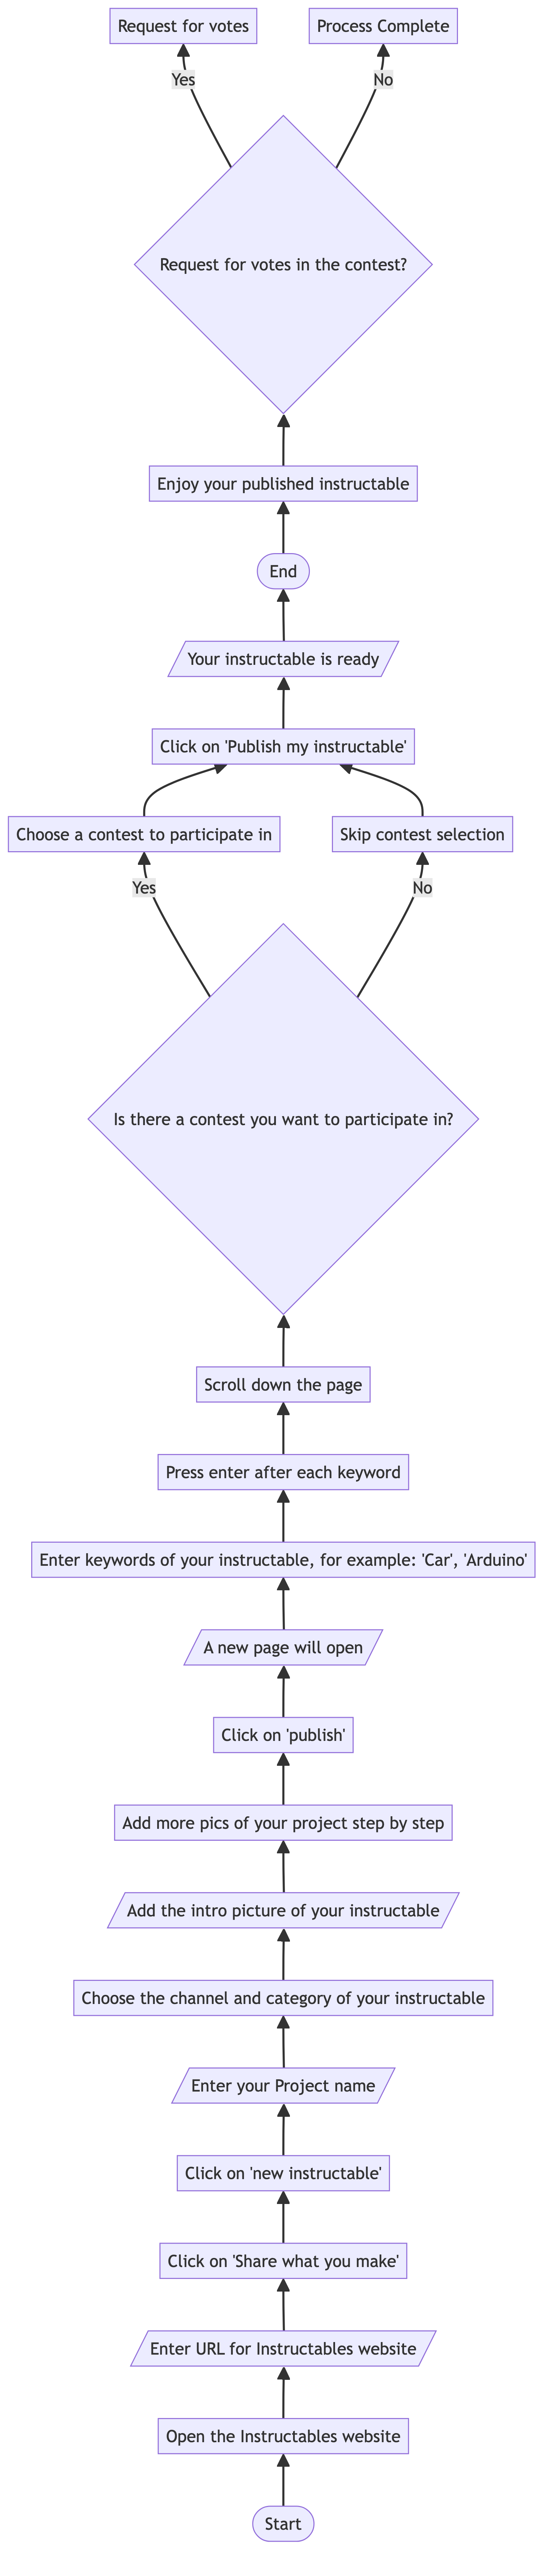 Request for votes
Process Complete
Yes
No
Request for votes in the contest?
Enjoy your published instructable
End
Your instructable is ready
Click on 'Publish my instructable'
Choose a contest to participate in
Skip contest selection
Yes
No
Is there a contest you want to participate in?
Scroll down the page
Press enter after each keyword
Enter keywords of your instructable, for example: 'Car', 'Arduino'
A new page will open
Click on 'publish'
Add more pics of your project step by step
Add the intro picture of your instructable
Choose the channel and category of your instructable
Enter your Project name
Click on 'new instructable'
Click on 'Share what you make'
Enter URL for Instructables website
Open the Instructables website
Start